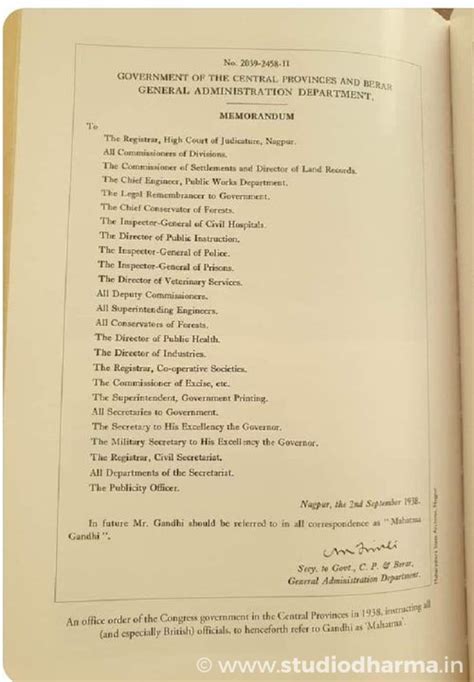 No. 2059-2458-II
GOVERNMENT OF THE CENTRAL PROVINCES AND BERAR
GENERAL ADMINISTRATION DEPARTMENT.
MEMORANDUM
To
The Registrar, High Court of Judicature, Nagpur.
All Commissioners of Divisions.
The Commissioner of Settlements and Director of Land Records.
The Chief Engineer, Public Works Department.
The Legal Remembrancer to Government.
The Chief Conservator of Forests.
The Inspector-General of Civil Hospitals.
The Director of Public Instruction.
The Inspector-General of Police.
The Inspector-General of Prisons.
The Director of Veterinary Services.
All Deputy Commissioners.
All Superintending Engineers.
All Conservators of Forests.
The Director of Public Health.
The Director of Industries.
The Registrar, Co-operative Societies.
The Commissioner of Excise, etc.
The Superintendent, Government Printing.
All Secretaries to Government.
The Secretary to His Excellency the Governor.
The Military Secretary to His Excellency the Governor.
The Registrar, Civil Secretariat.
All Departments of the Secretariat.
The Publicity Officer.
Nagpur, the 2nd September 1938.
In future Mr. Gandhi should be referred to in all correspondence as "Mahatma
Gandhi".
Secy. to Govt., C. P. & Berar,
General Administration Department.
Maharashtra State Archives, Nagpur
An office order of the Congress government in the Central Provinces in 1938, instructing all
(and especially British) officials, to henceforth refer to Gandhi as 'Mahatma'.
© www.studiodharma.in